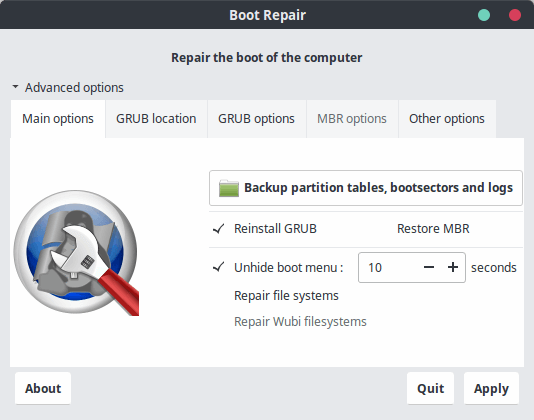 Boot Repair
Repair the boot of the computer
Advanced options
Main options GRUB location GRUB options MBR options Other options
Backup partition tables, bootsectors and logs
Reinstall GRUB Restore MBR
Unhide boot menu : 10 − + seconds
Repair file systems
Repair Wubi filesystems
About Quit Apply